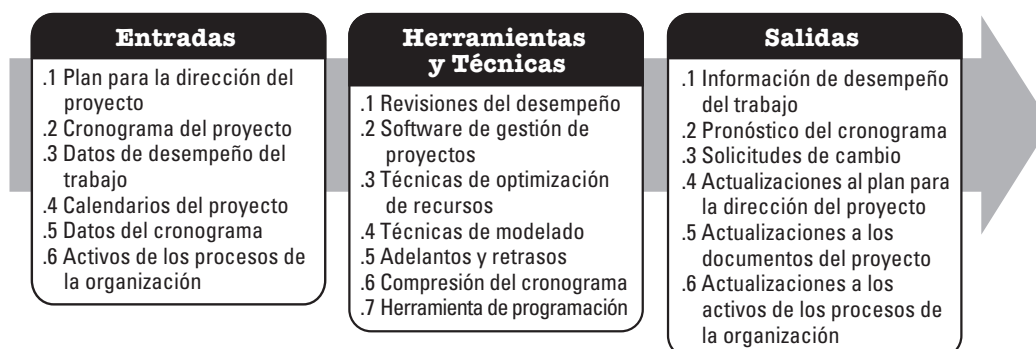 Entradas
.1 Plan para la dirección del
proyecto
.2 Cronograma del proyecto
.3 Datos de desempeño del
trabajo
.4 Calendarios del proyecto
.5 Datos del cronograma
.6 Activos de los procesos de
la organización
Herramientas
y Técnicas
.1 Revisiones del desempeño
.2 Software de gestión de
proyectos
.3 Técnicas de optimización
de recursos
.4 Técnicas de modelado
.5 Adelantos y retrasos
.6 Compresión del cronograma
.7 Herramienta de programación
Salidas
.1 Información de desempeño
del trabajo
.2 Pronóstico del cronograma
.3 Solicitudes de cambio
.4 Actualizaciones al plan para
la dirección del proyecto
.5 Actualizaciones a los
documentos del proyecto
.6 Actualizaciones a los
activos de los procesos de
la organización